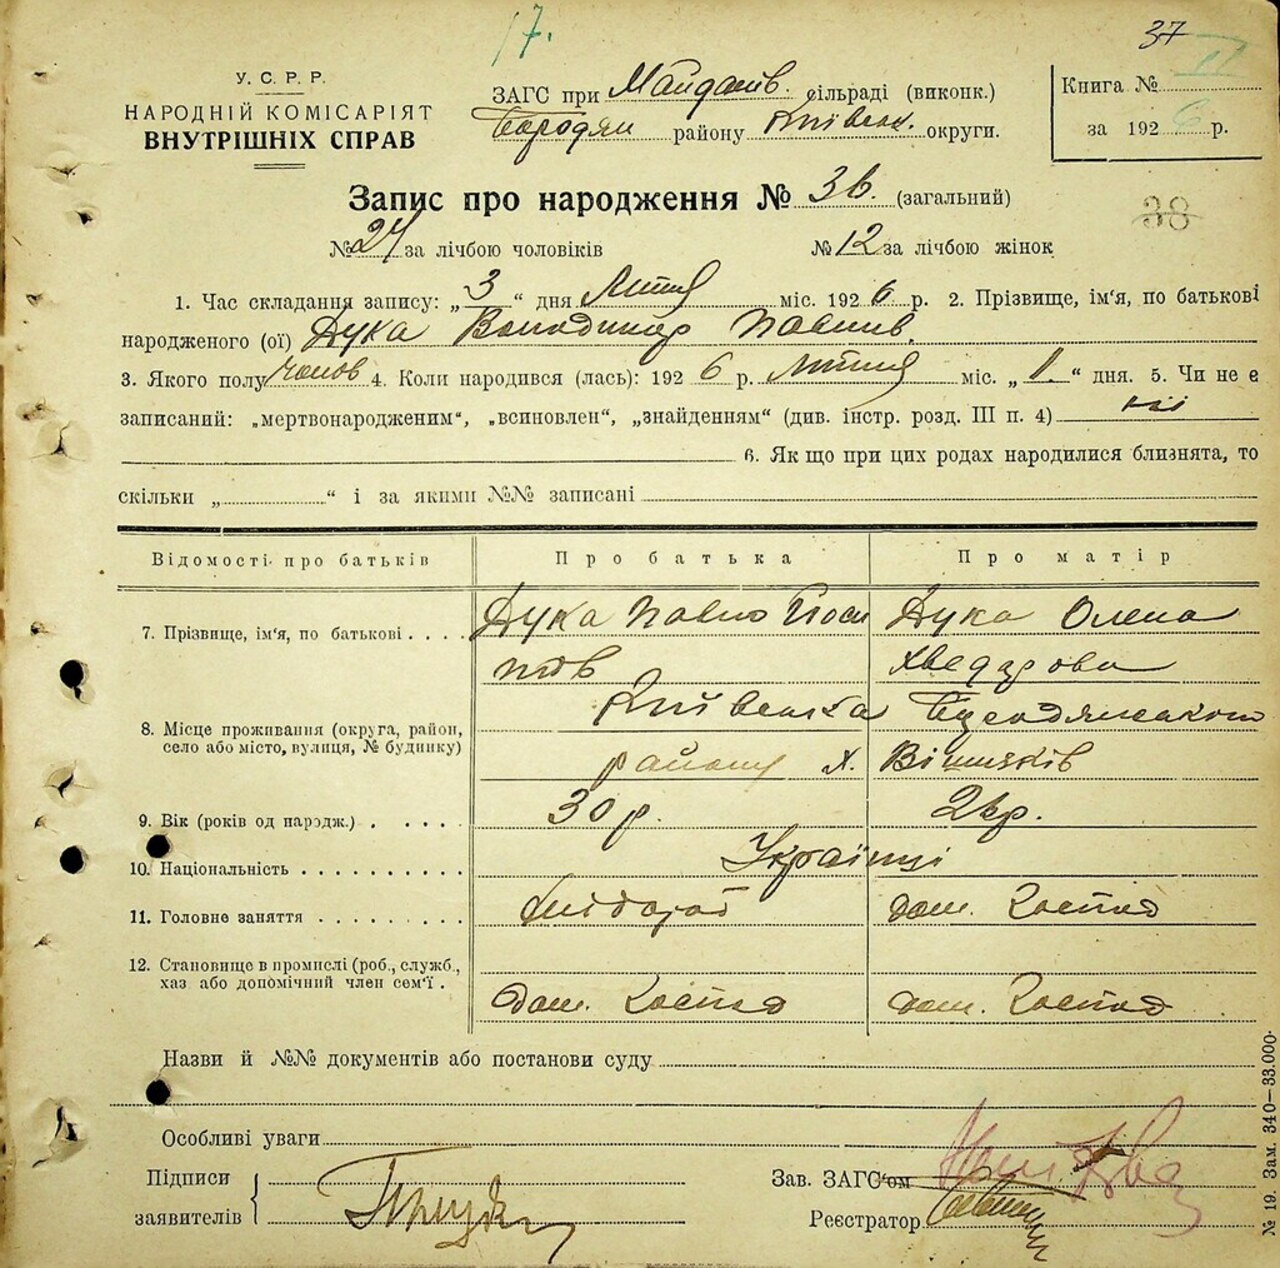 17.
37
У. С. Р. Р.
НАРОДНІЙ КОМІСАРІЯТ
ВНУТРІШНІХ СПРАВ
ЗАГС при Майданів. сільраді (виконк.)
Бородян району Київськ. округи.
Книга № II
за 1926 р.
Запис про народження № 36. (загальний)
38
№ 24 за лічбою чоловіків № 12 за лічбою жінок
1. Час складання запису: „3“ дня Липня міс. 1926 р. 2. Прізвище, ім'я, по батькові
народженого (ої) Дука Володимир Павлів.
3. Якого полу чолов 4. Коли народився (лась): 1926 р. Липня міс. „1“ дня. 5. Чи не є
записаний: „мертвонародженим“, „всиновлен“, „знайденням“ (див. інстр. розд. III п. 4) ні
6. Як що при цих родах народилися близнята, то
скільки „ “ і за якими №№ записані
Відомості про батьків Про батька Про матір
7. Прізвище, ім'я, по батькові . . . . Дука Павло Йоси Дука Олена
пів Хведорова
8. Місце проживання (округа, район, село або місто, вулиця, № будинку) Київська Бородянського
району х. Вішняків
9. Вік (років од народж.) . . . . . 30 р. 26 р.
10. Національність . . . . . . . . . . Українці
11. Головне заняття . . . . . . . . . хлібороб дом. господ
12. Становище в промислі (роб., служб.,
хаз або допомічний член сем'ї . дом. господ дом. господ
Назви й №№ документів або постанови суду
Особливі уваги
Підписи
заявителів
Зав. ЗАГС'ом
Реєстратор
№ 19. Зам. 340—33.000.